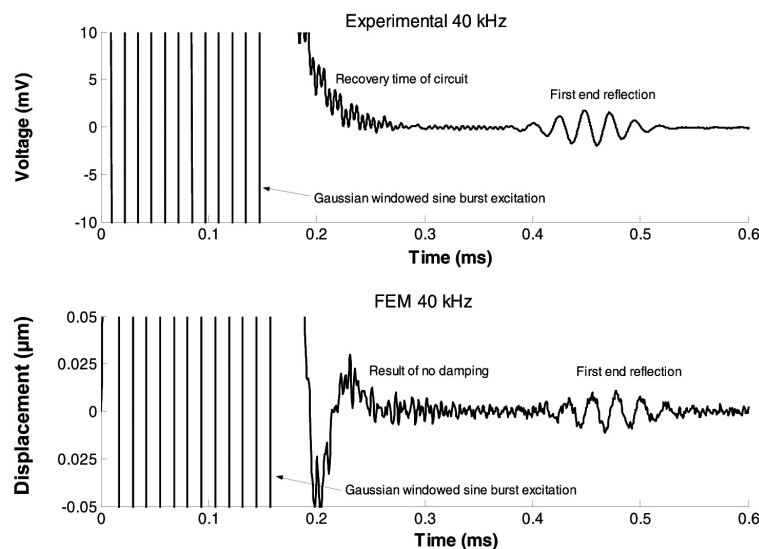 Experimental 40 kHz
10
5
0
-5
-10
Voltage (mV)
Recovery time of circuit
First end reflection
Gaussian windowed sine burst excitation
0
0.1
0.2
0.3
0.4
0.5
0.6
Time (ms)
FEM 40 kHz
0.05
0.025
0
0.025
-0.05
Displacement (µm)
Result of no damping
First end reflection
Gaussian windowed sine burst excitation
0
0.1
0.2
0.3
0.4
0.5
0.6
Time (ms)